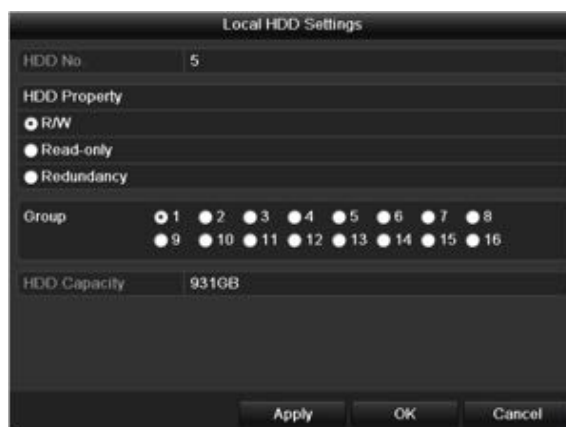 Local HDD Settings
HDD No. 5
HDD Property
R/W
Read-only
Redundancy
Group 1 2 3 4 5 6 7 8
9 10 11 12 13 14 15 16
HDD Capacity 931GB
Apply OK Cancel